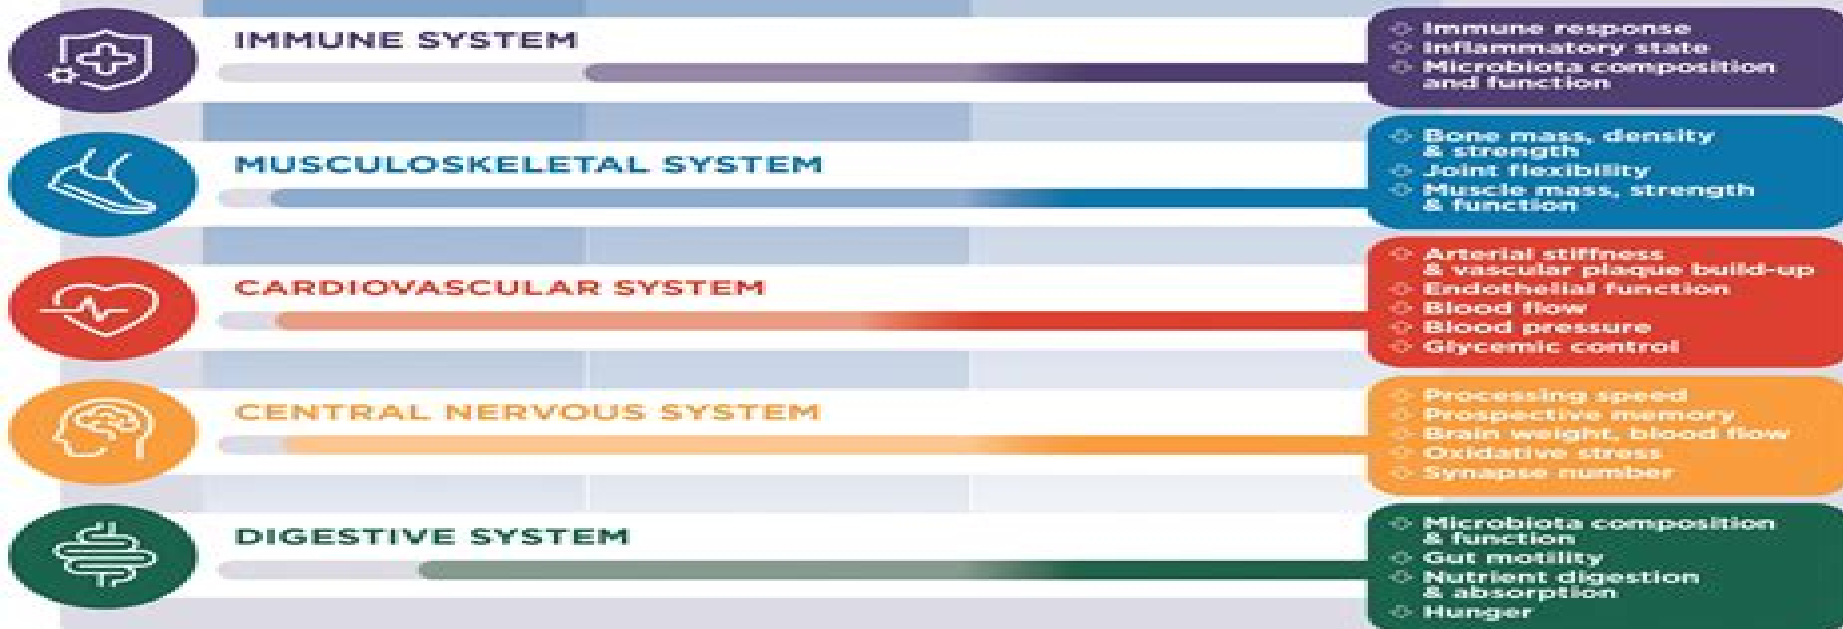 IMMUNE SYSTEM
Immune response
Inflammatory state
Microbiota composition
and function
MUSCULOSKELETAL SYSTEM
Bone mass, density
& strength
Joint flexibility
Muscle mass, strength
& function
CARDIOVASCULAR SYSTEM
Arterial stiffness
& vascular plaque build-up
Endothelial function
Blood flow
Blood pressure
Glycemic control
CENTRAL NERVOUS SYSTEM
Processing speed
Prospective memory
Brain weight, blood flow
Oxidative stress
Synapse number
DIGESTIVE SYSTEM
Microbiota composition
& function
Gut motility
Nutrient digestion
& absorption
Hunger